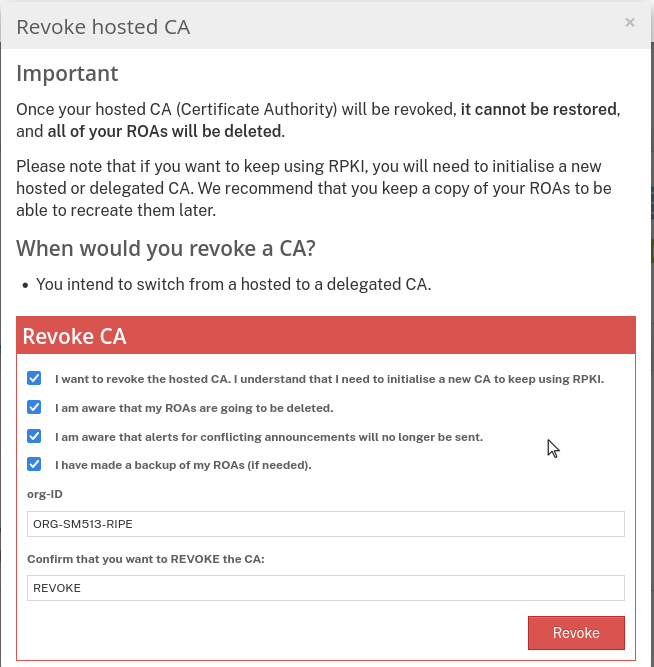 Revoke hosted CA
×
Important
Once your hosted CA (Certificate Authority) will be revoked, it cannot be restored,
and all of your ROAs will be deleted.
Please note that if you want to keep using RPKI, you will need to initialise a new
hosted or delegated CA. We recommend that you keep a copy of your ROAs to be
able to recreate them later.
When would you revoke a CA?
• You intend to switch from a hosted to a delegated CA.
Revoke CA
I want to revoke the hosted CA. I understand that I need to initialise a new CA to keep using RPKI.
I am aware that my ROAs are going to be deleted.
I am aware that alerts for conflicting announcements will no longer be sent.
I have made a backup of my ROAs (if needed).
org-ID
ORG-SM513-RIPE
Confirm that you want to REVOKE the CA:
REVOKE
Revoke